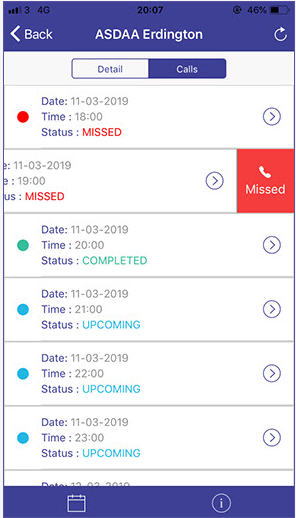 3 4G 20:07 46%
Back ASDAA Erdington
Detail Calls
Date: 11-03-2019
Time : 18:00
Status : MISSED
e: 11-03-2019
e : 19:00
us : MISSED
Missed
Date: 11-03-2019
Time : 20:00
Status : COMPLETED
Date: 11-03-2019
Time : 21:00
Status : UPCOMING
Date: 11-03-2019
Time : 22:00
Status : UPCOMING
Date: 11-03-2019
Time : 23:00
Status : UPCOMING
Date: 12-03-2019